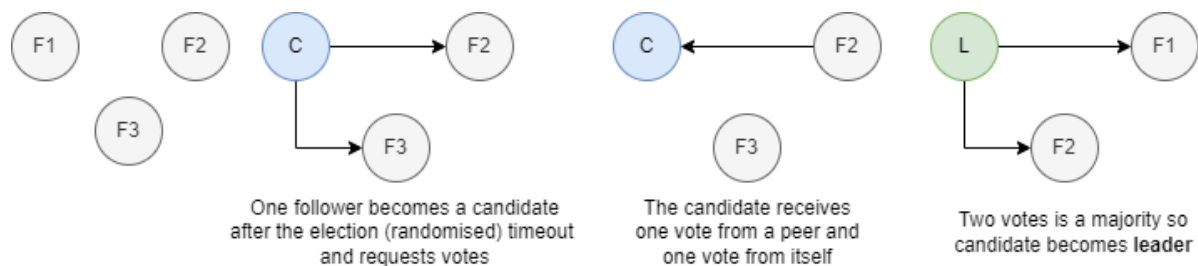 F1
F2
F3
C
F2
F3
One follower becomes a candidate
after the election (randomised) timeout
and requests votes
C
F2
F3
The candidate receives
one vote from a peer and
one vote from itself
L
F1
F2
Two votes is a majority so
candidate becomes leader